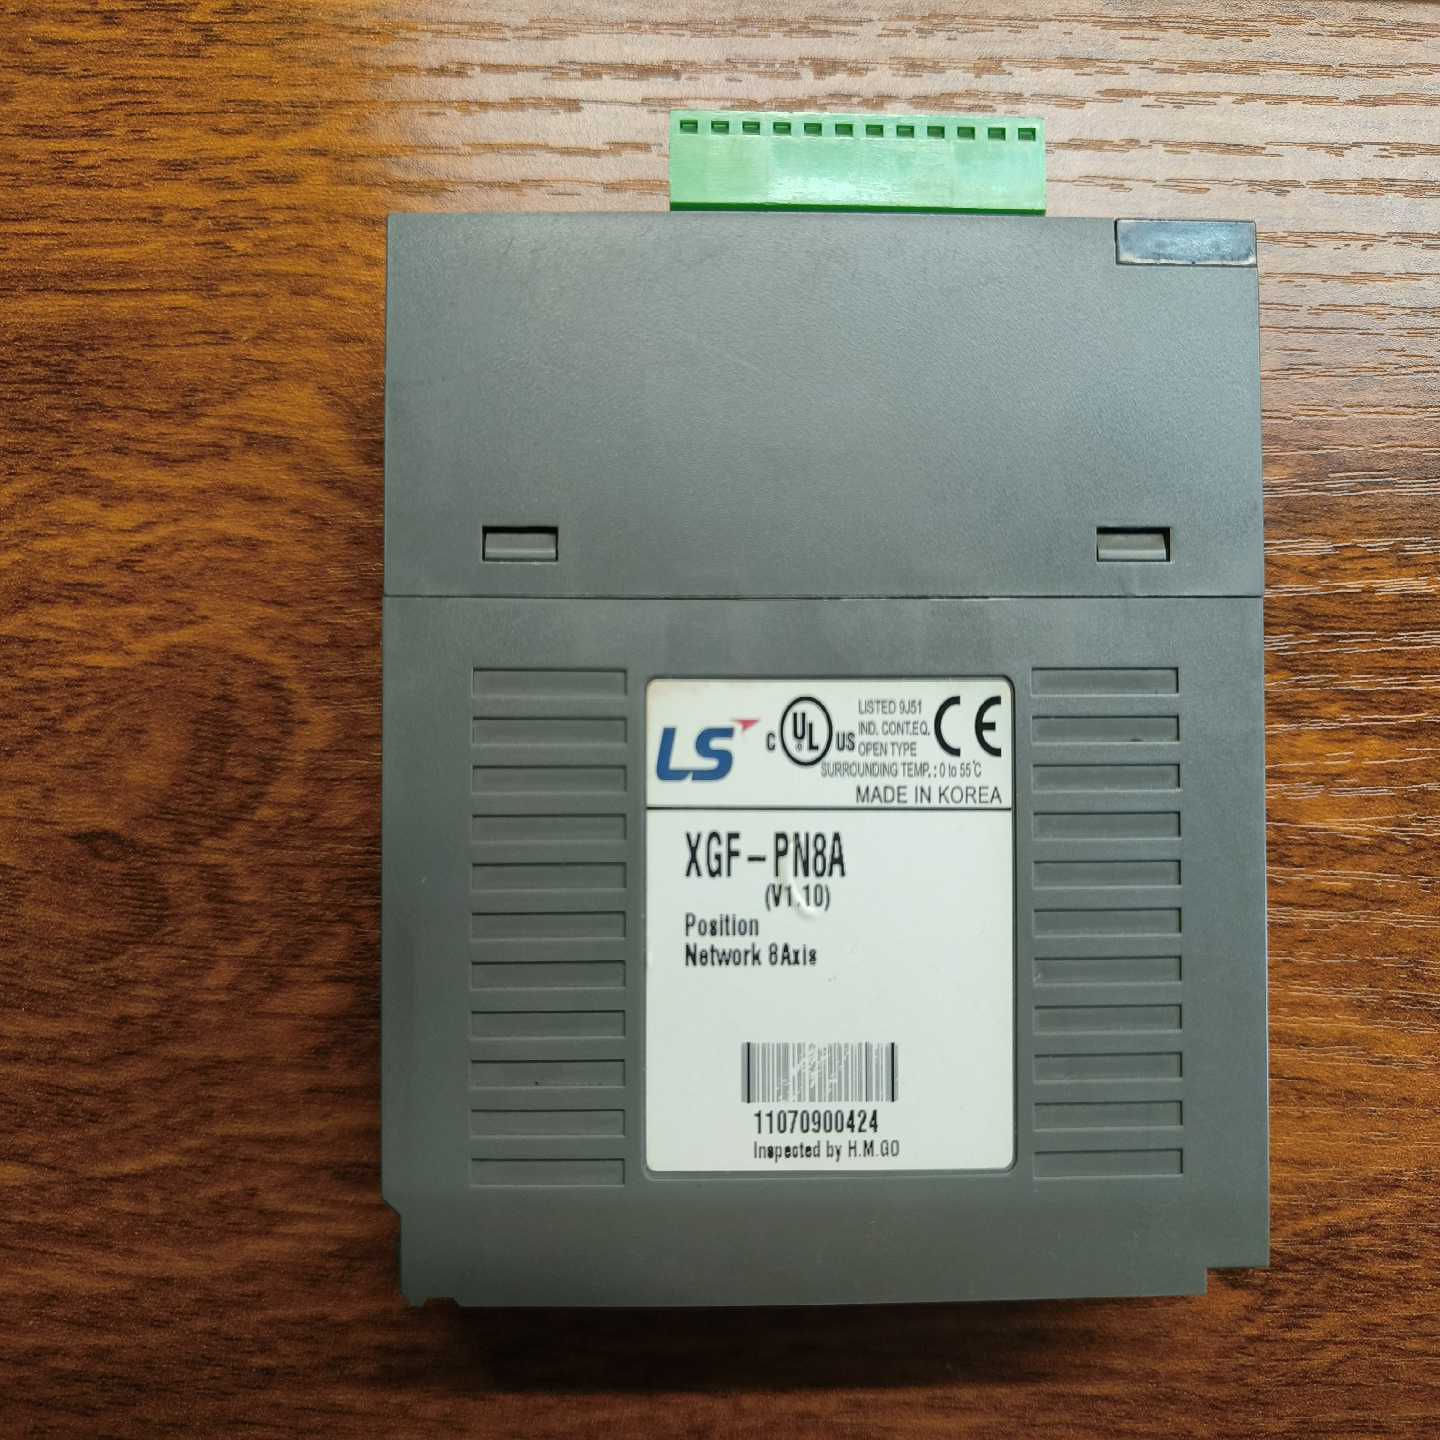 LS
C UL US
LISTED 9J51
IND. CONT.EQ.
OPEN TYPE
CE
SURROUNDING TEMP. : 0 to 55℃
MADE IN KOREA
XGF-PN8A
(V1.10)
Position
Network 8Axis
11070900424
Inspected by H.M.GO